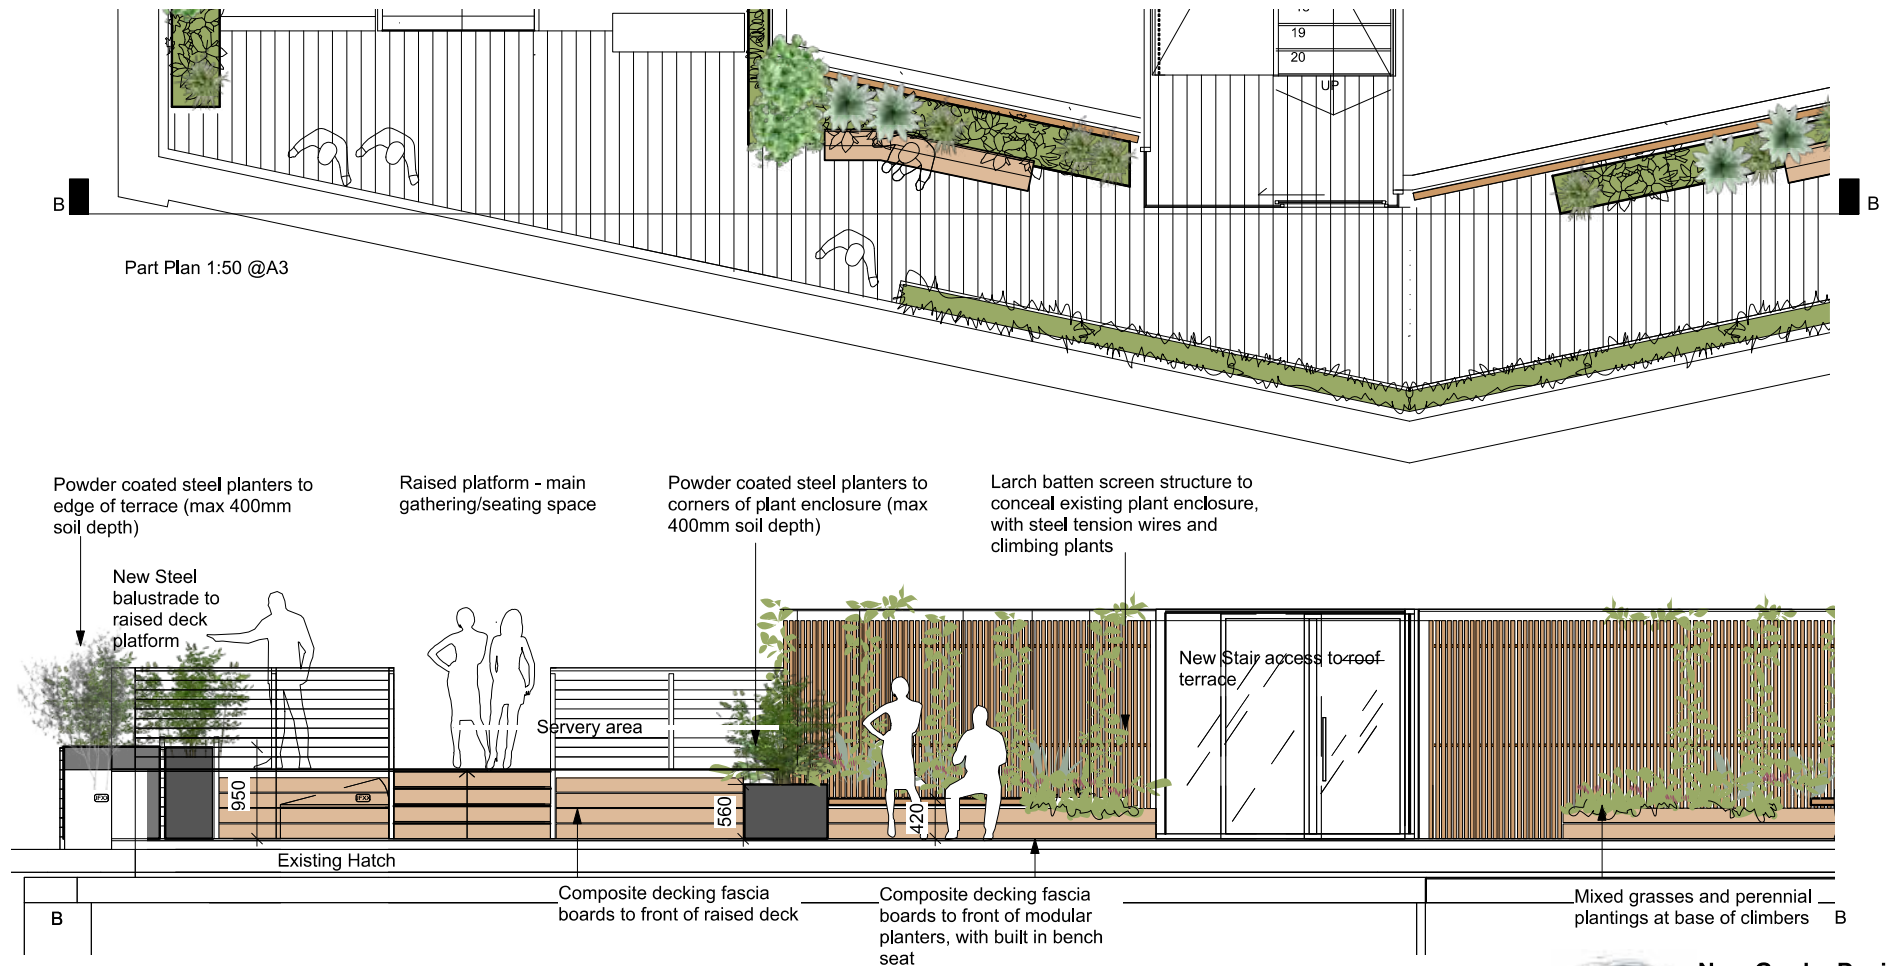 19
20
UP
B
B
Part Plan 1:50 @A3
Powder coated steel planters to
edge of terrace (max 400mm
soil depth)
Raised platform - main
gathering/seating space
Powder coated steel planters to
corners of plant enclosure (max
400mm soil depth)
Larch batten screen structure to
conceal existing plant enclosure,
with steel tension wires and
climbing plants
New Steel
balustrade to
raised deck
platform
New Stair access to roof
terrace
Servery area
950
560
420
Existing Hatch
Composite decking fascia
boards to front of raised deck
Composite decking fascia
boards to front of modular
planters, with built in bench
seat
Mixed grasses and perennial
plantings at base of climbers
B
B